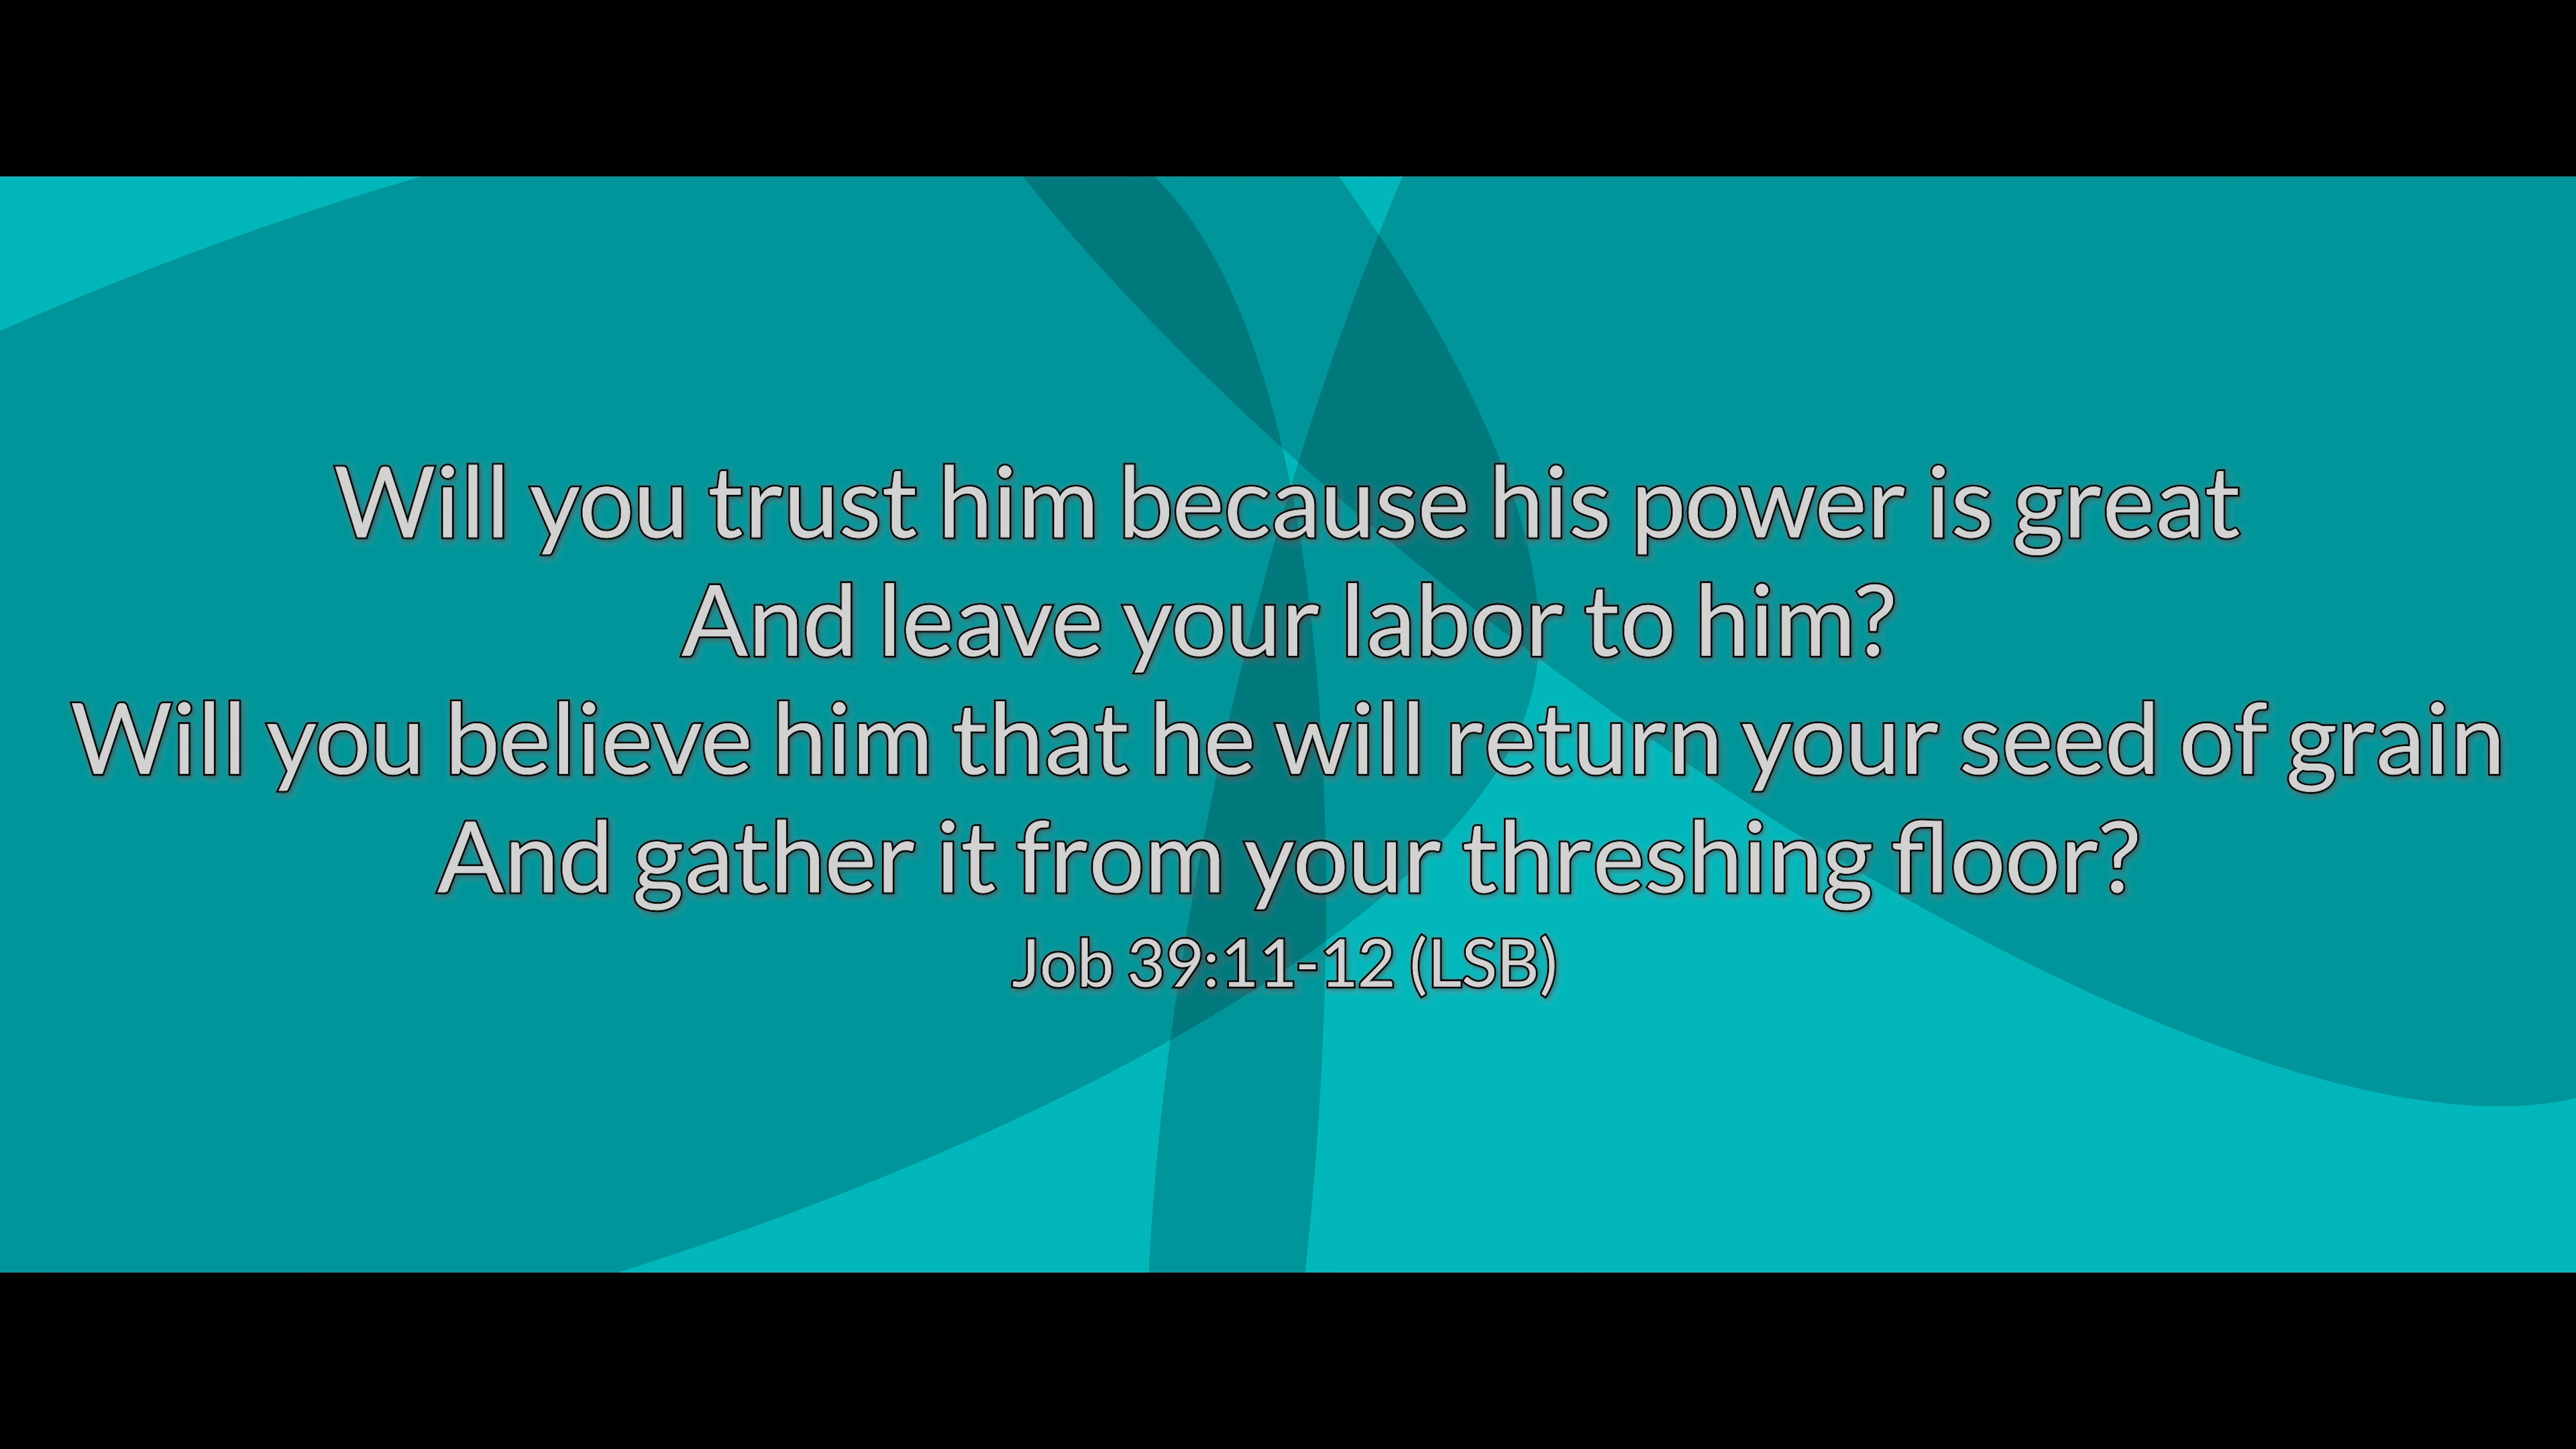 Will you trust him because his power is great
And leave your labor to him?
Will you believe him that he will return your seed of grain
And gather it from your threshing floor?
Job 39:11-12 (LSB)